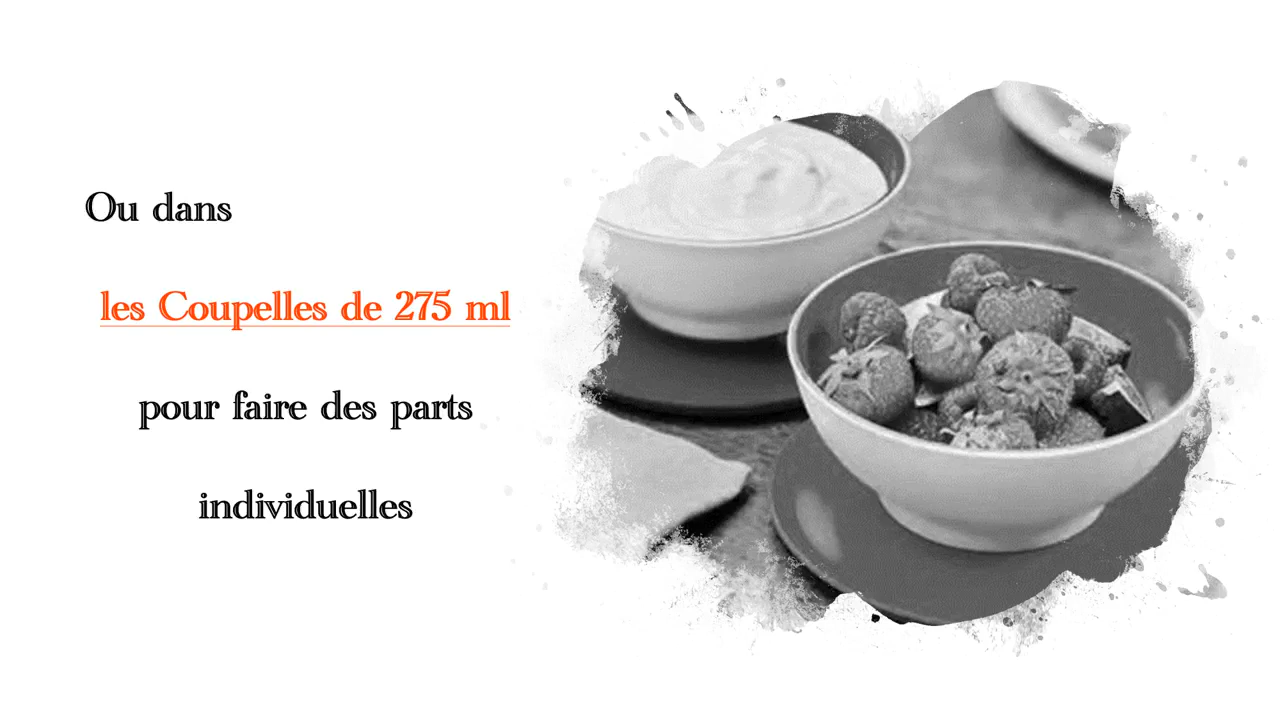 Ou dans
les Coupelles de 275 ml
pour faire des parts
individuelles